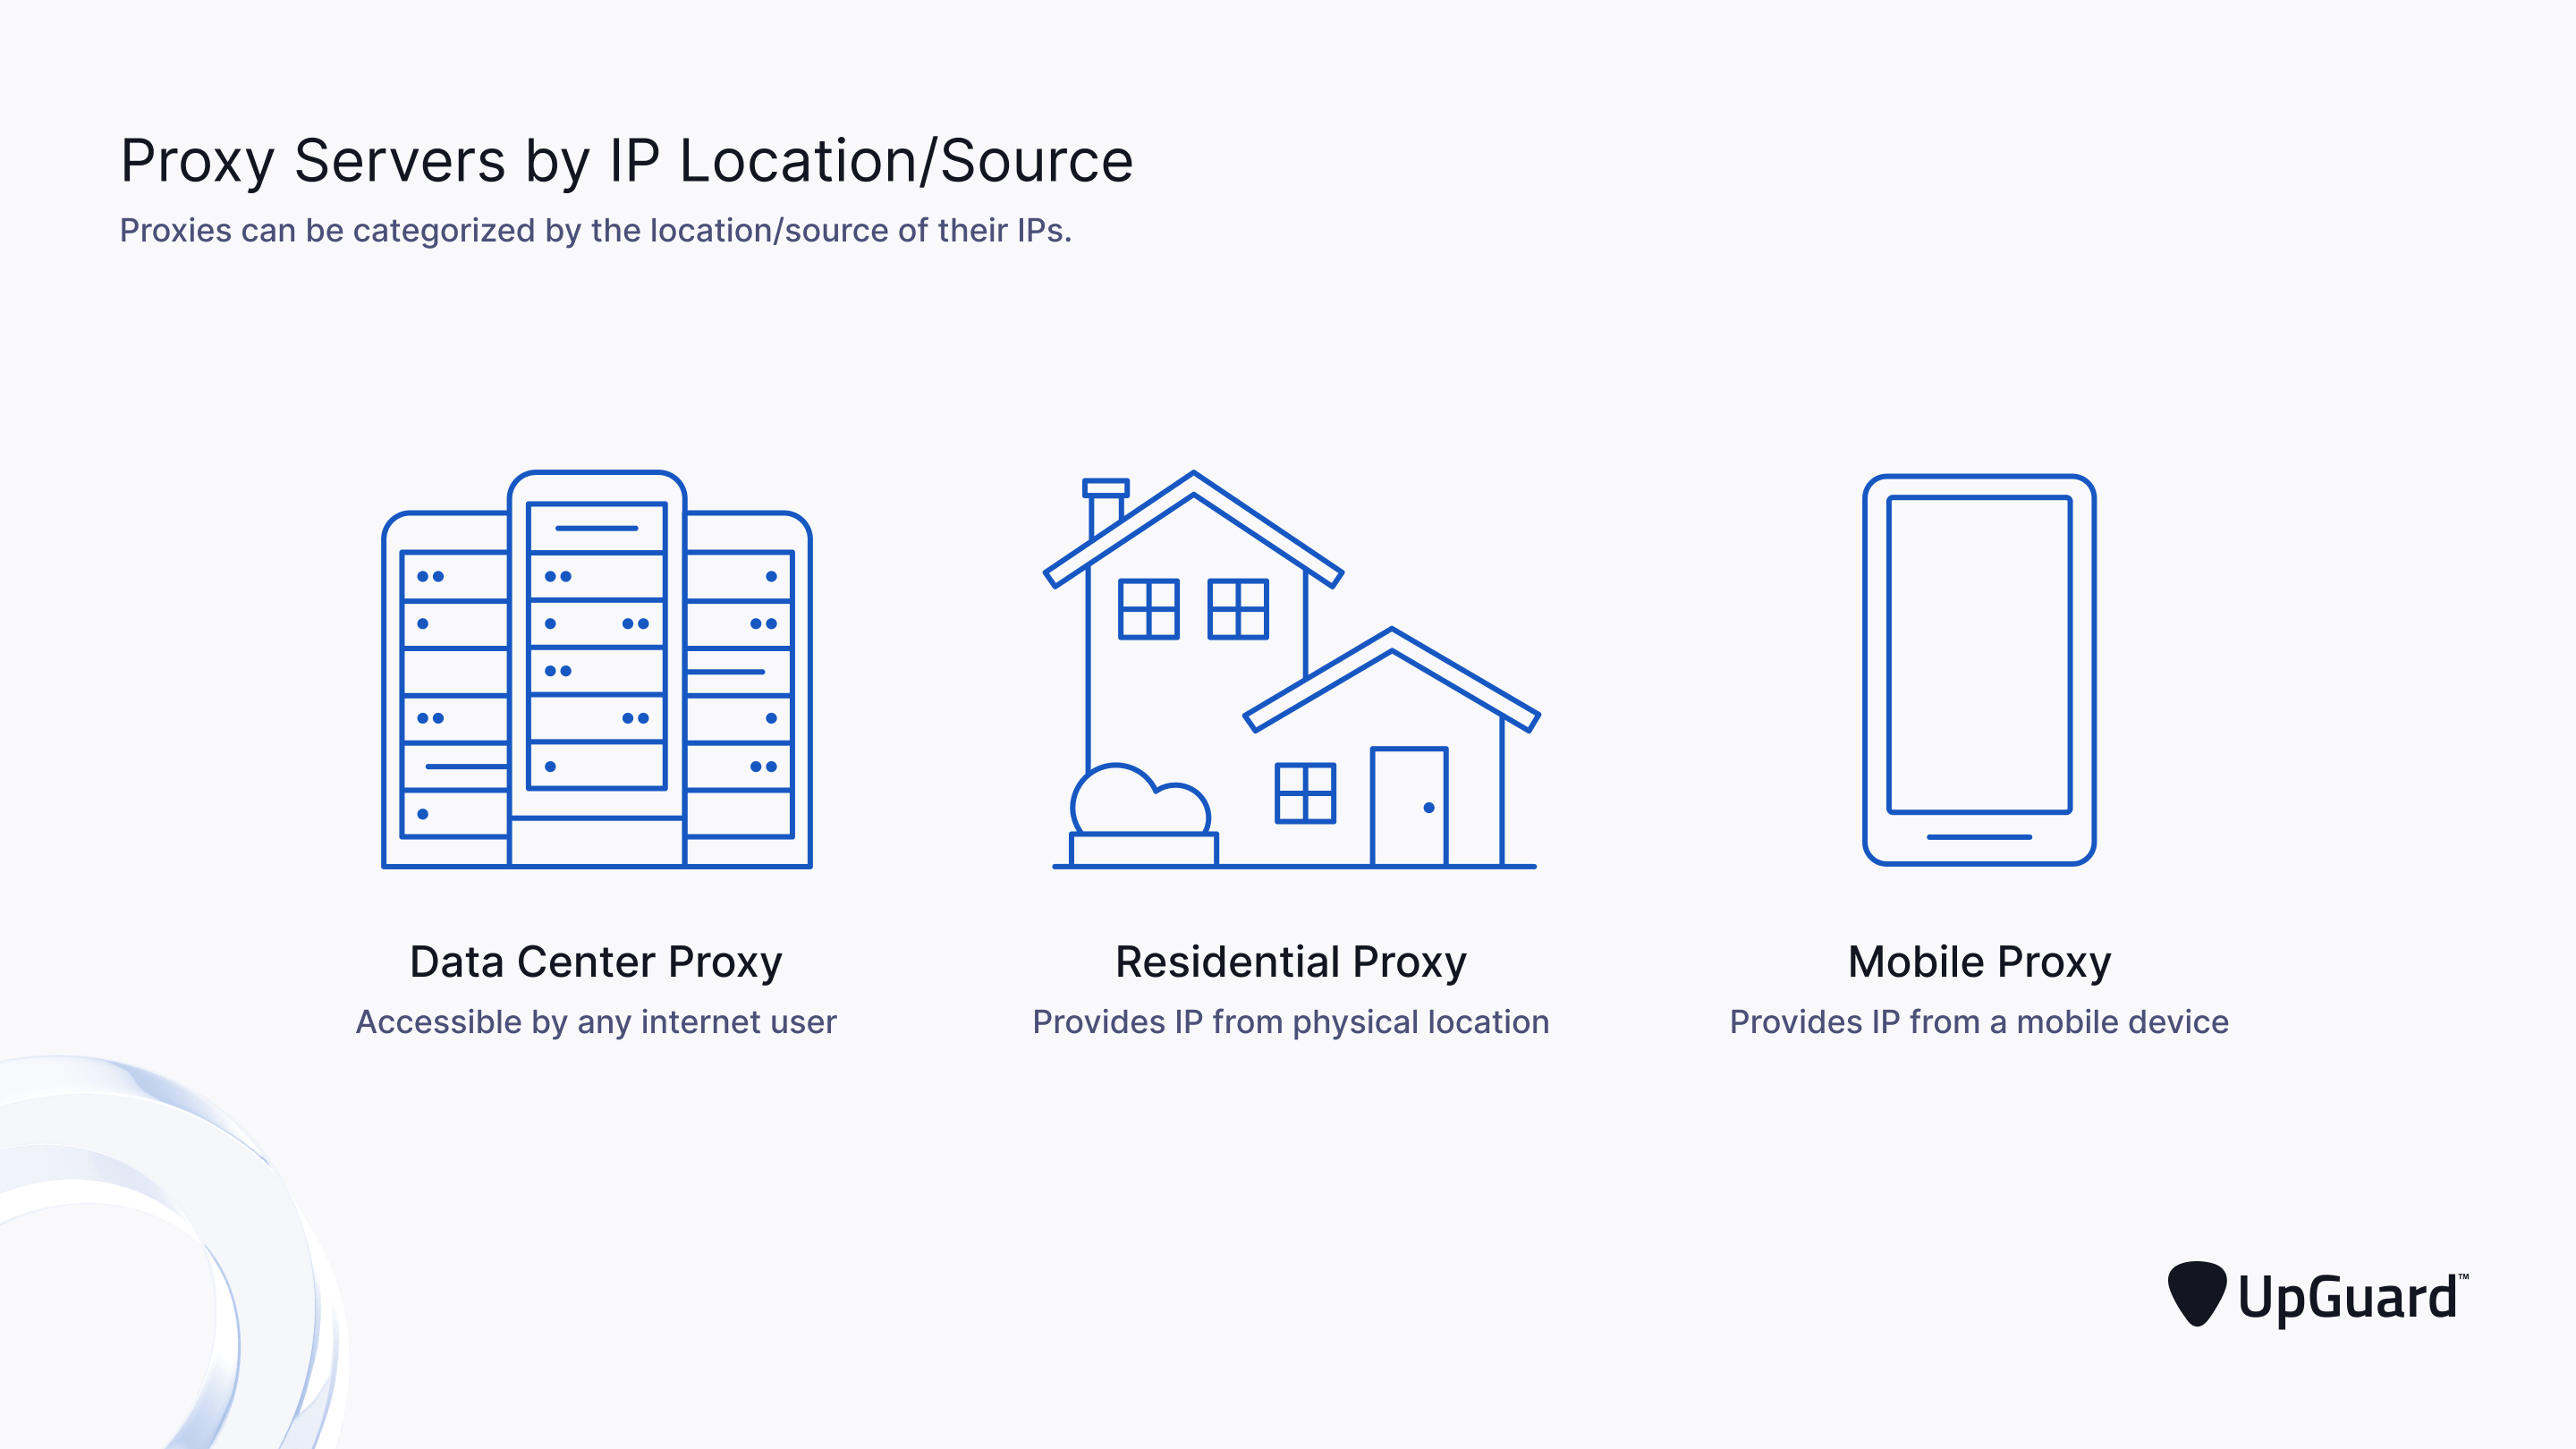 Proxy Servers by IP Location/Source
Proxies can be categorized by the location/source of their IPs.
Data Center Proxy
Accessible by any internet user
Residential Proxy
Provides IP from physical location
Mobile Proxy
Provides IP from a mobile device
UpGuard™